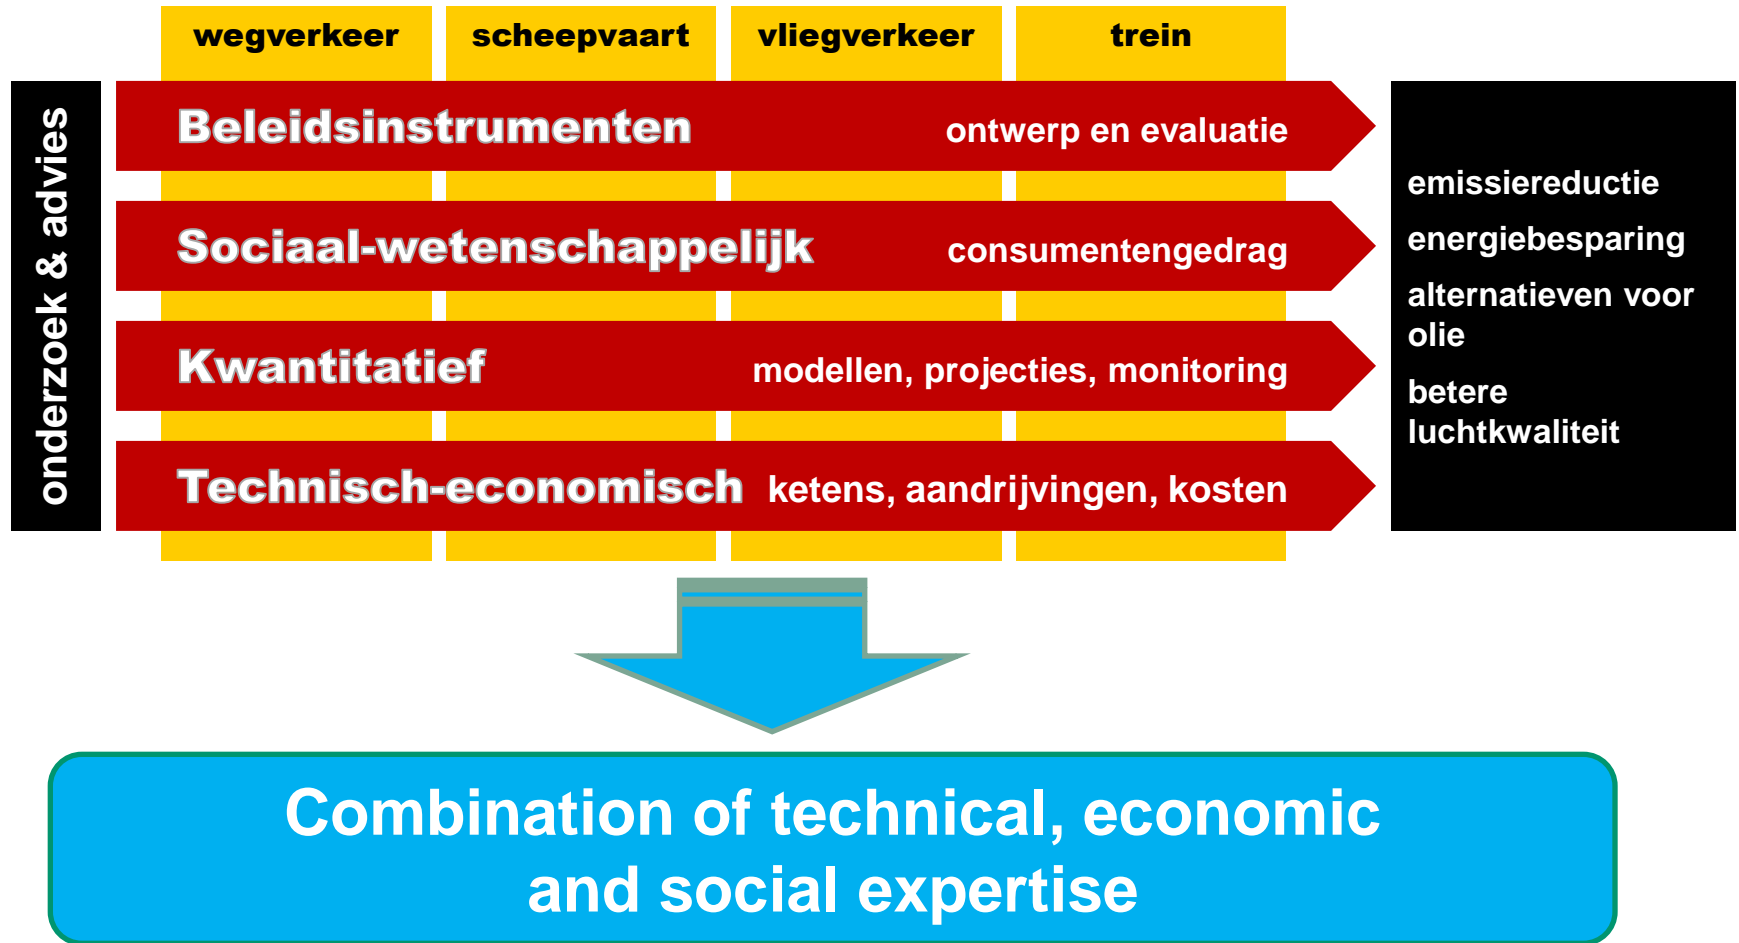 wegverkeer
scheepvaart
vliegverkeer
trein
onderzoek & advies
Beleidsinstrumenten
ontwerp en evaluatie
Sociaal-wetenschappelijk
consumentengedrag
Kwantitatief
modellen, projecties, monitoring
Technisch-economisch
ketens, aandrijvingen, kosten
emissiereductie
energiebesparing
alternatieven voor
olie
betere
luchtkwaliteit
Combination of technical, economic
and social expertise